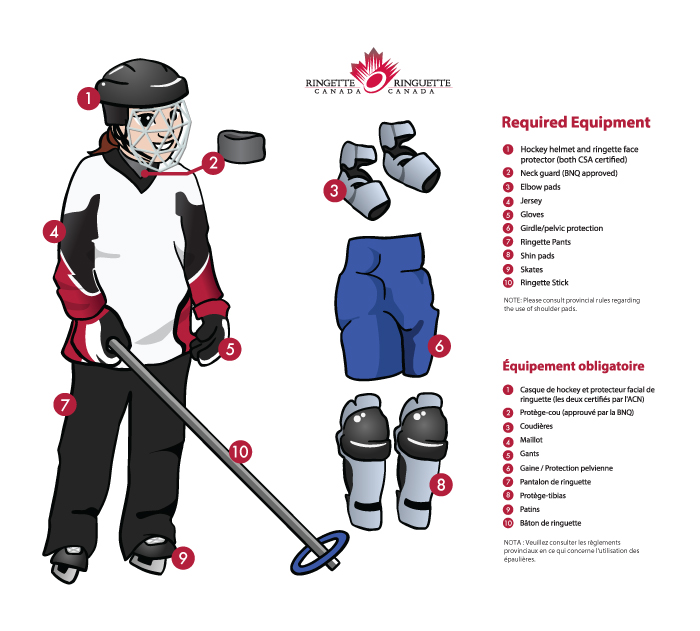 1
RINGETTE RINGUETTE
CANADA CANADA
2
3
4
5
6
7
10
8
9
Required Equipment
1 Hockey helmet and ringette face
protector (both CSA certified)
2 Neck guard (BNQ approved)
3 Elbow pads
4 Jersey
5 Gloves
6 Girdle/pelvic protection
7 Ringette Pants
8 Shin pads
9 Skates
10 Ringette Stick
NOTE: Please consult provincial rules regarding
the use of shoulder pads.
Équipement obligatoire
1 Casque de hockey et protecteur facial de
ringuette (les deux certifiés par l'ACN)
2 Protège-cou (approuvé par la BNQ)
3 Coudières
4 Maillot
5 Gants
6 Gaine / Protection pelvienne
7 Pantalon de ringuette
8 Protège-tibias
9 Patins
10 Bâton de ringuette
NOTA : Veuillez consulter les règlements
provinciaux en ce qui concerne l'utilisation des
épaulières.